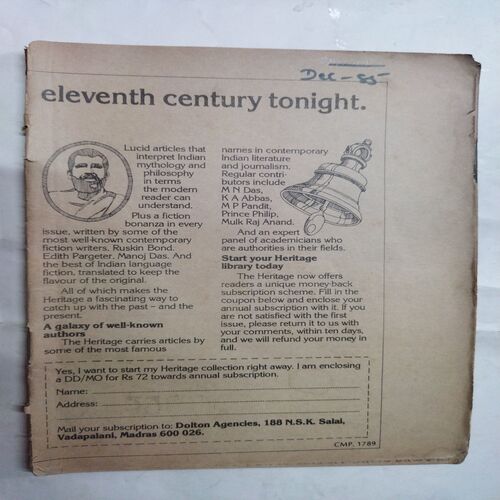 Dec - 85
eleventh century tonight.
Lucid articles that
interpret Indian
mythology and
philosophy
in terms
the modern
reader can
understand.
Plus a fiction
bonanza in every
issue, written by some of the
most well-known contemporary
fiction writers. Ruskin Bond.
Edith Pargeter. Manoj Das. And
the best of Indian language
fiction, translated to keep the
flavour of the original.
All of which makes the
Heritage a fascinating way to
catch up with the past – and the
present.
A galaxy of well-known
authors
The Heritage carries articles by
some of the most famous
names in contemporary
Indian literature
and journalism.
Regular contri-
butors include
M N Das,
K A Abbas,
M P Pandit,
Prince Philip,
Mulk Raj Anand.
And an expert
panel of academicians who
are authorities in their fields.
Start your Heritage
library today
The Heritage now offers
readers a unique money-back
subscription scheme. Fill in the
coupon below and enclose your
annual subscription with it. If you
are not satisfied with the first
issue, please return it to us with
your comments, within ten days,
and we will refund your money in
full.
Yes, I want to start my Heritage collection right away. I am enclosing
a DD/MO for Rs 72 towards annual subscription.
Name:
Address:
Mail your subscription to: Dolton Agencies, 188 N.S.K. Salai,
Vadapalani, Madras 600 026.
CMP. 1789